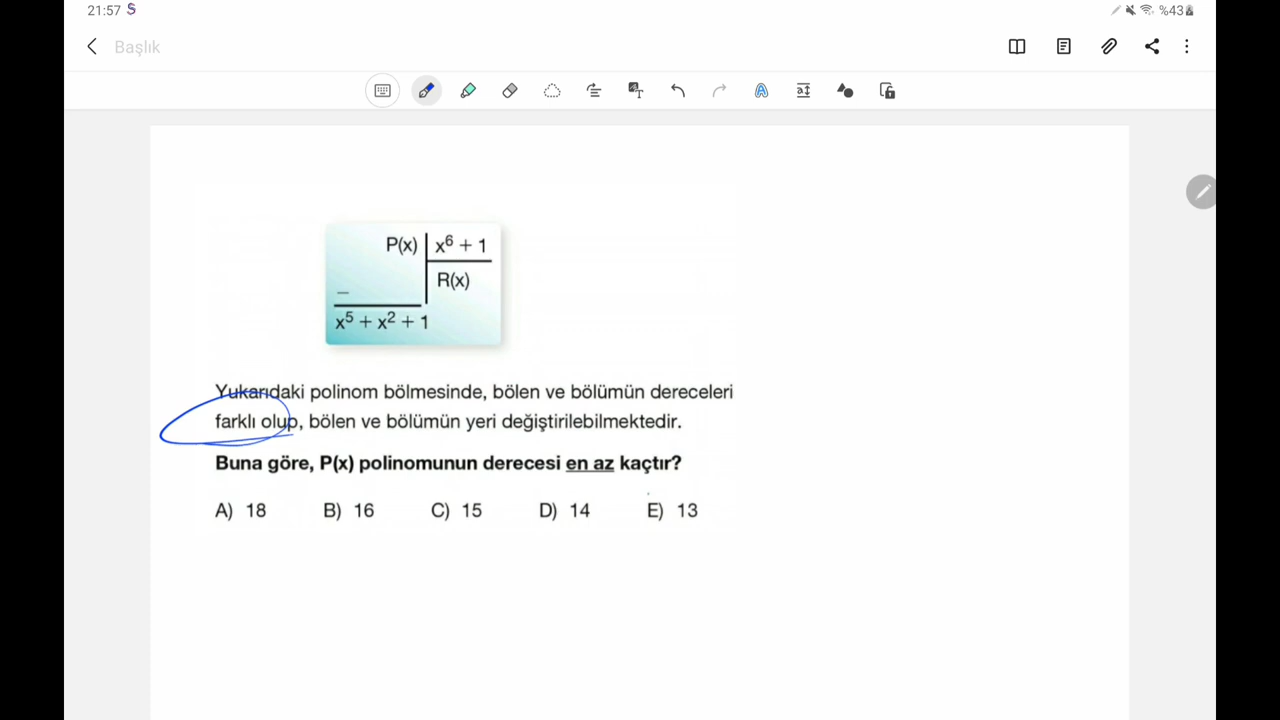 21:57 S
%43
Başlık
P(x) x⁶ + 1
R(x)
–
x⁵ + x² + 1
Yukarıdaki polinom bölmesinde, bölen ve bölümün dereceleri
farklı olup, bölen ve bölümün yeri değiştirilebilmektedir.
Buna göre, P(x) polinomunun derecesi en az kaçtır?
A) 18 B) 16 C) 15 D) 14 E) 13